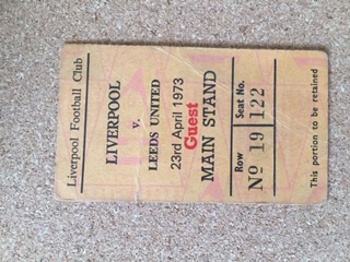 Liverpool Football Club
LIVERPOOL
v.
LEEDS UNITED
23rd April 1973
Guest
MAIN STAND
Row Seat No.
Nº 19 122
This portion to be retained